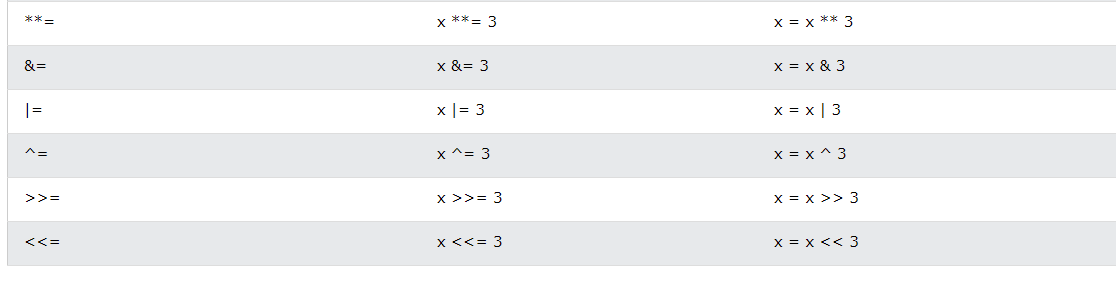 **= x **= 3 x = x ** 3
&= x &= 3 x = x & 3
|= x |= 3 x = x | 3
^= x ^= 3 x = x ^ 3
>>= x >>= 3 x = x >> 3
<<= x <<= 3 x = x << 3